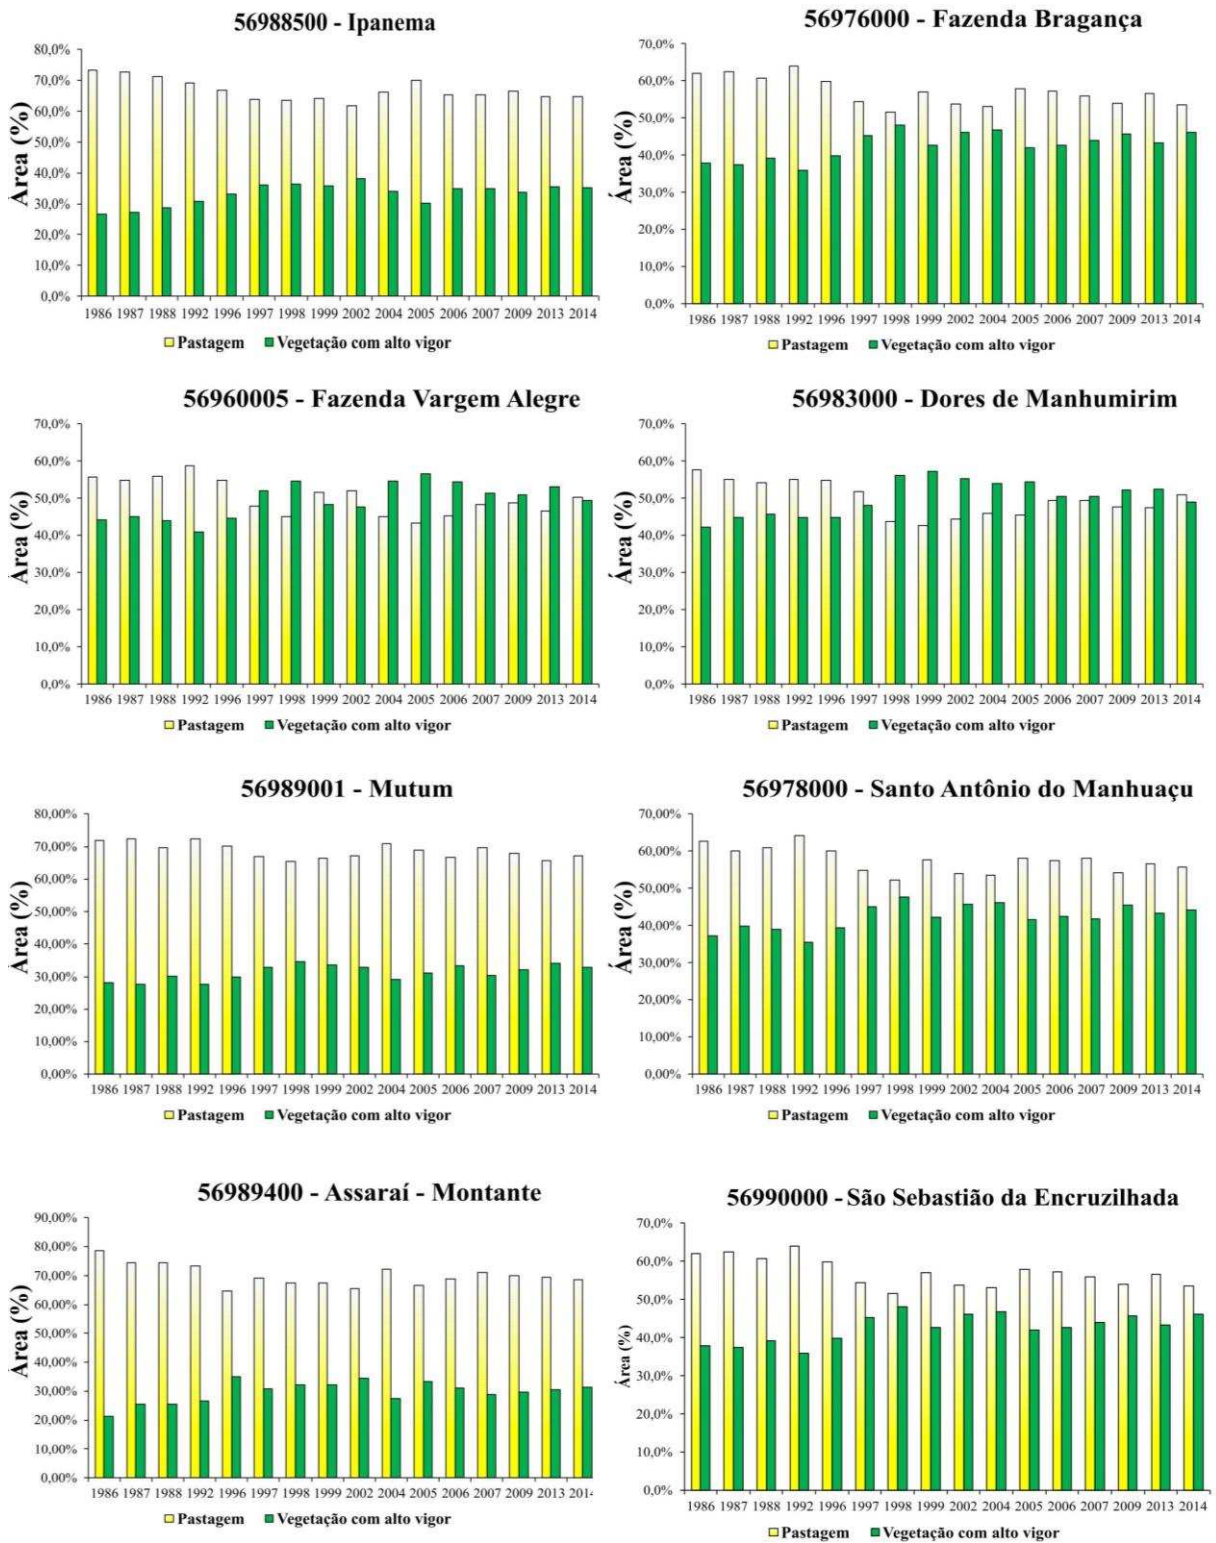 56988500 - Ipanema
Área (%)
80,0%
70,0%
60,0%
50,0%
40,0%
30,0%
20,0%
10,0%
0,0%
1986 1987 1988 1992 1996 1997 1998 1999 2002 2004 2005 2006 2007 2009 2013 2014
Pastagem Vegetação com alto vigor
56976000 - Fazenda Bragança
Área (%)
70,0%
60,0%
50,0%
40,0%
30,0%
20,0%
10,0%
0,0%
1986 1987 1988 1992 1996 1997 1998 1999 2002 2004 2005 2006 2007 2009 2013 2014
Pastagem Vegetação com alto vigor
56960005 - Fazenda Vargem Alegre
Área (%)
70,0%
60,0%
50,0%
40,0%
30,0%
20,0%
10,0%
0,0%
1986 1987 1988 1992 1996 1997 1998 1999 2002 2004 2005 2006 2007 2009 2013 2014
Pastagem Vegetação com alto vigor
56983000 - Dores de Manhumirim
Área (%)
70,0%
60,0%
50,0%
40,0%
30,0%
20,0%
10,0%
0,0%
1986 1987 1988 1992 1996 1997 1998 1999 2002 2004 2005 2006 2007 2009 2013 2014
Pastagem Vegetação com alto vigor
56989001 - Mutum
Área (%)
80,00%
70,00%
60,00%
50,00%
40,00%
30,00%
20,00%
10,00%
0,00%
1986 1987 1988 1992 1996 1997 1998 1999 2002 2004 2005 2006 2007 2009 2013 2014
Pastagem Vegetação com alto vigor
56978000 - Santo Antônio do Manhuaçu
Área (%)
70,00%
60,00%
50,00%
40,00%
30,00%
20,00%
10,00%
0,00%
1986 1987 1988 1992 1996 1997 1998 1999 2002 2004 2005 2006 2007 2009 2013 2014
Pastagem Vegetação com alto vigor
56989400 - Assaraí - Montante
Área (%)
90,00%
80,00%
70,00%
60,00%
50,00%
40,00%
30,00%
20,00%
10,00%
0,00%
1986 1987 1988 1992 1996 1997 1998 1999 2002 2004 2005 2006 2007 2009 2013 2014
Pastagem Vegetação com alto vigor
56990000 - São Sebastião da Encruzilhada
Área (%)
70,0%
60,0%
50,0%
40,0%
30,0%
20,0%
10,0%
0,0%
1986 1987 1988 1992 1996 1997 1998 1999 2002 2004 2005 2006 2007 2009 2013 2014
Pastagem Vegetação com alto vigor